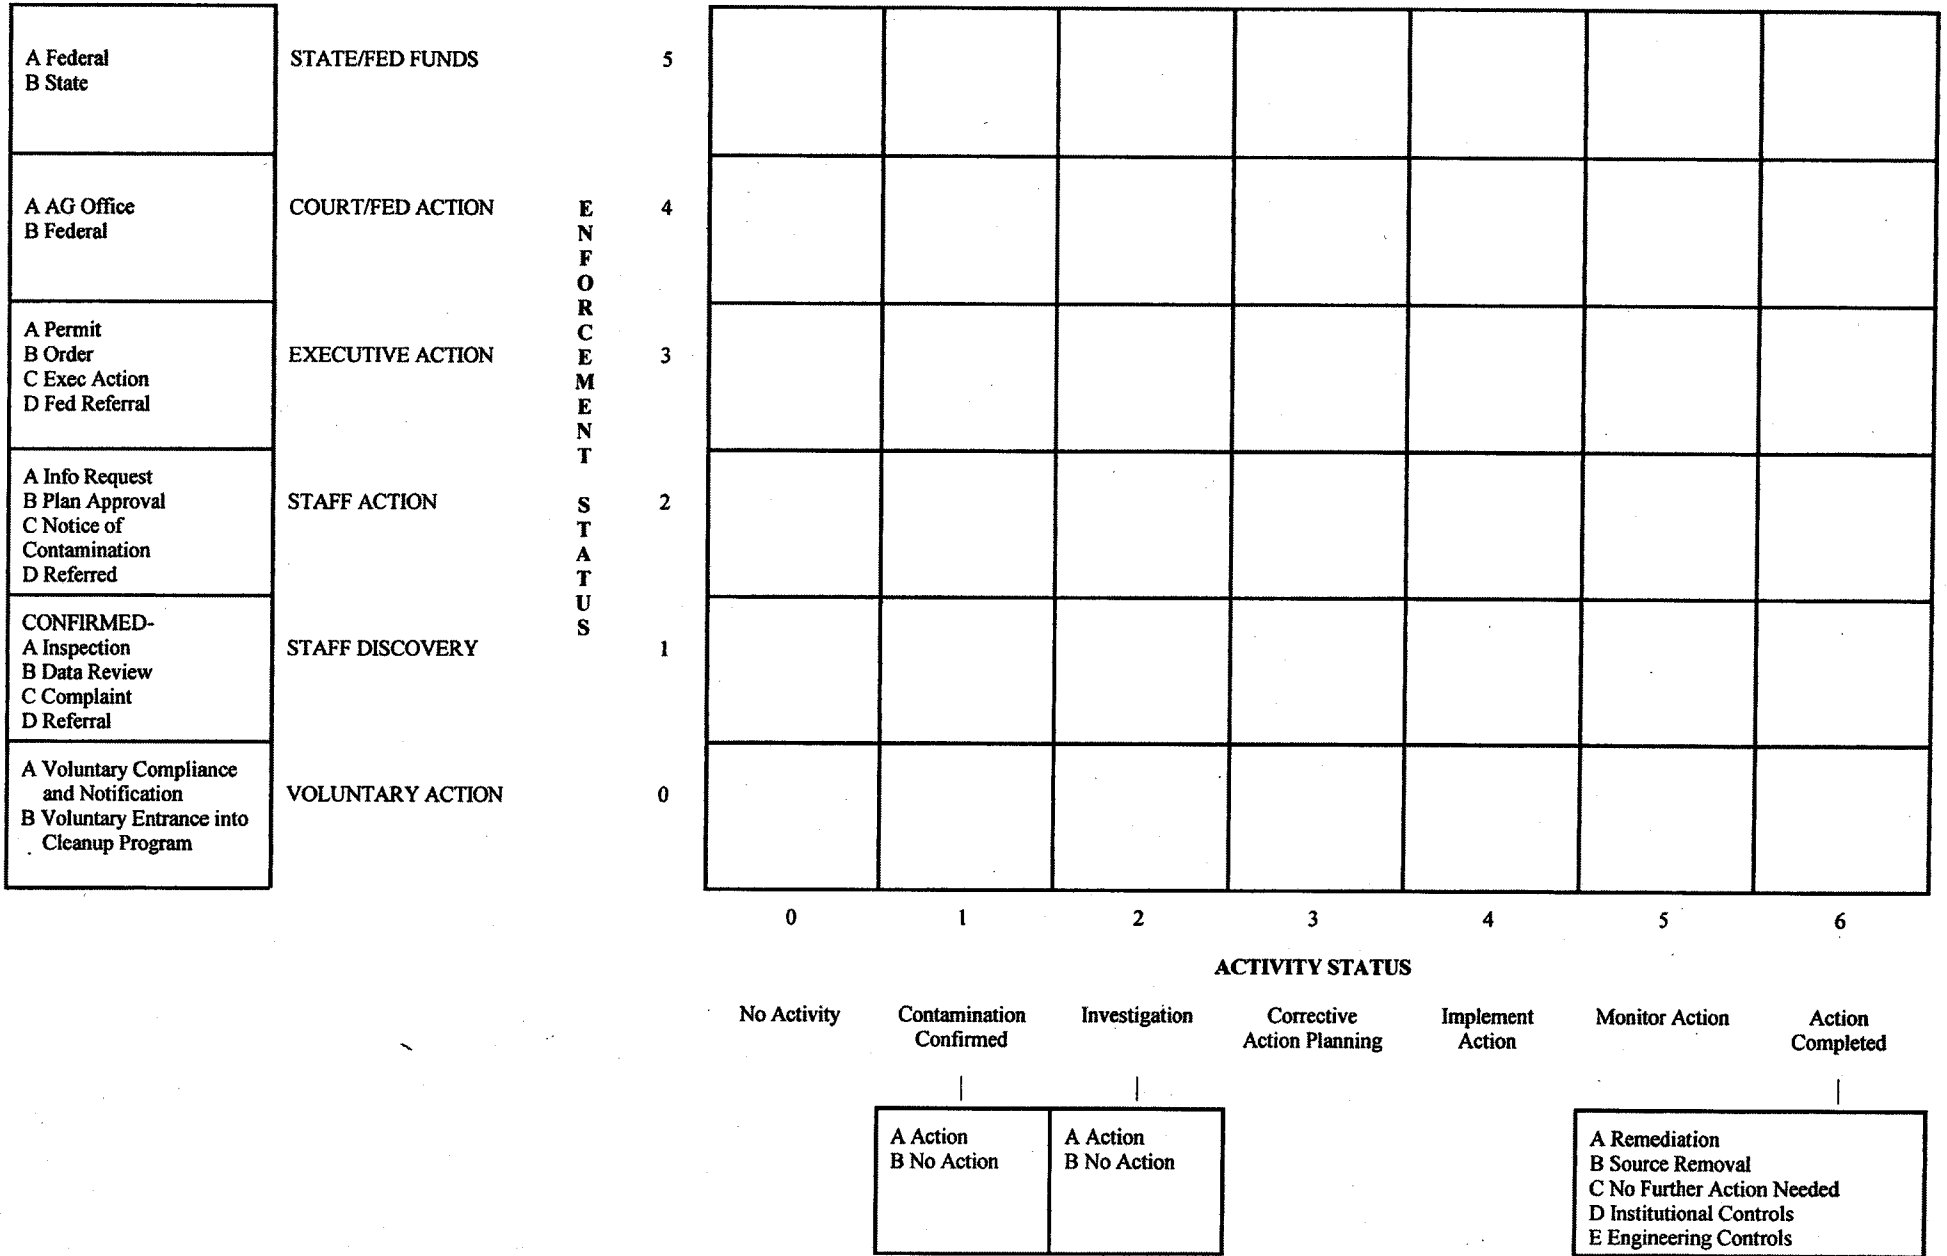 A Federal
B State
STATE/FED FUNDS
5
A AG Office
B Federal
COURT/FED ACTION
4
A Permit
B Order
C Exec Action
D Fed Referral
EXECUTIVE ACTION
3
A Info Request
B Plan Approval
C Notice of
Contamination
D Referred
STAFF ACTION
2
CONFIRMED-
A Inspection
B Data Review
C Complaint
D Referral
STAFF DISCOVERY
1
A Voluntary Compliance
and Notification
B Voluntary Entrance into
Cleanup Program
VOLUNTARY ACTION
0
ENFORCEMENT STATUS
0 1 2 3 4 5 6
ACTIVITY STATUS
No Activity
Contamination
Confirmed
Investigation
Corrective
Action Planning
Implement
Action
Monitor Action
Action
Completed
A Action
B No Action
A Action
B No Action
A Remediation
B Source Removal
C No Further Action Needed
D Institutional Controls
E Engineering Controls